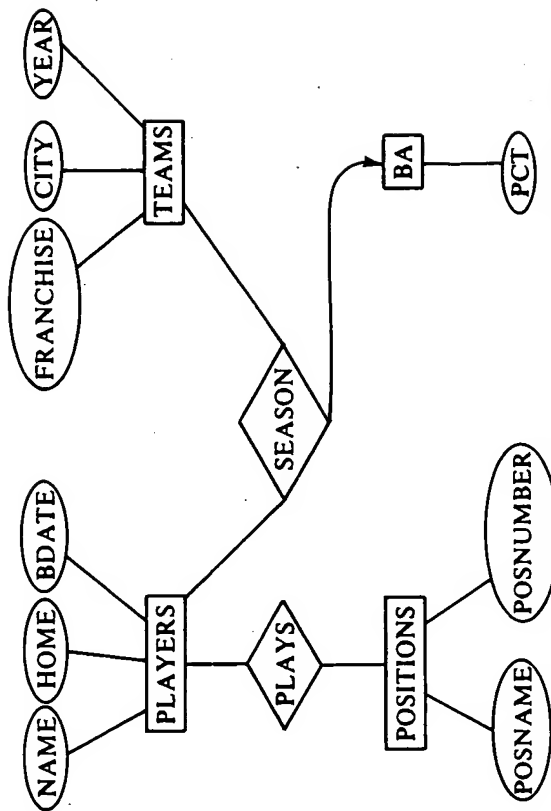 NAME
HOME
BDATE
FRANCHISE
CITY
YEAR
PLAYERS
TEAMS
SEASON
PLAYS
POSITIONS
BA
POSNAME
POSNUMBER
PCT